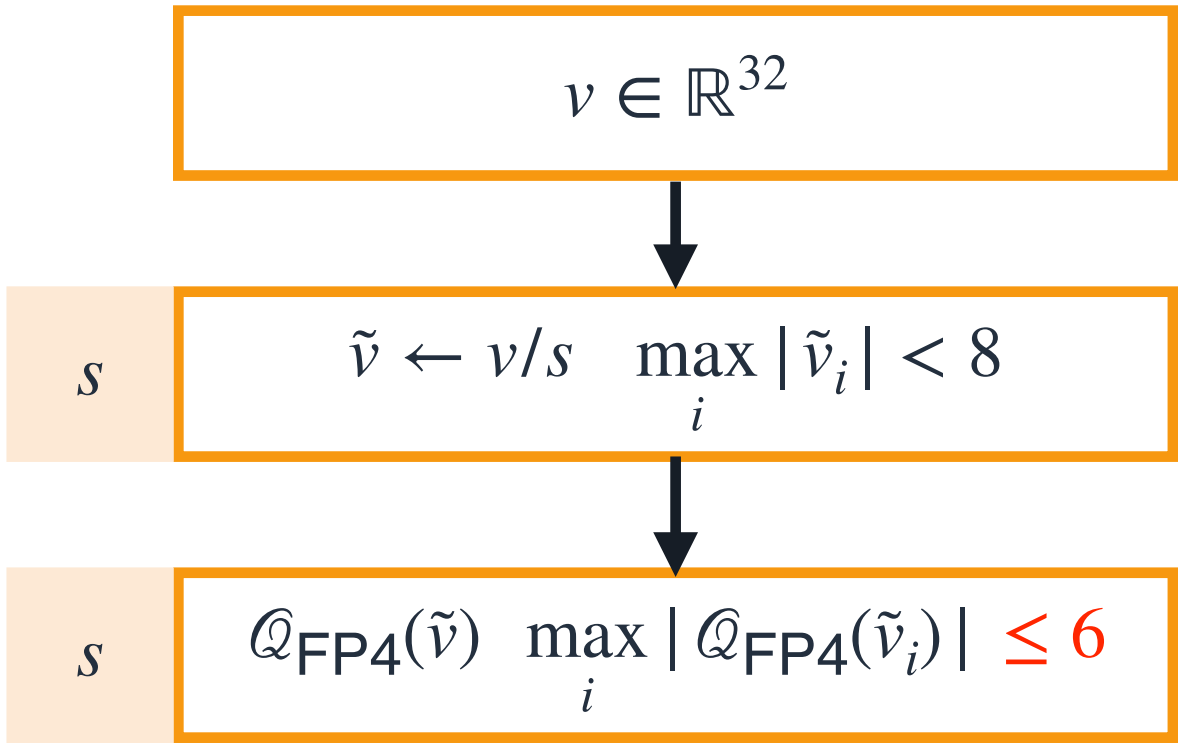 v ∈ ℝ³²
s
ṽ ← v/s max_i |ṽ_i| < 8
s
𝒬_FP4(ṽ) max_i |𝒬_FP4(ṽ_i)| ≤ 6